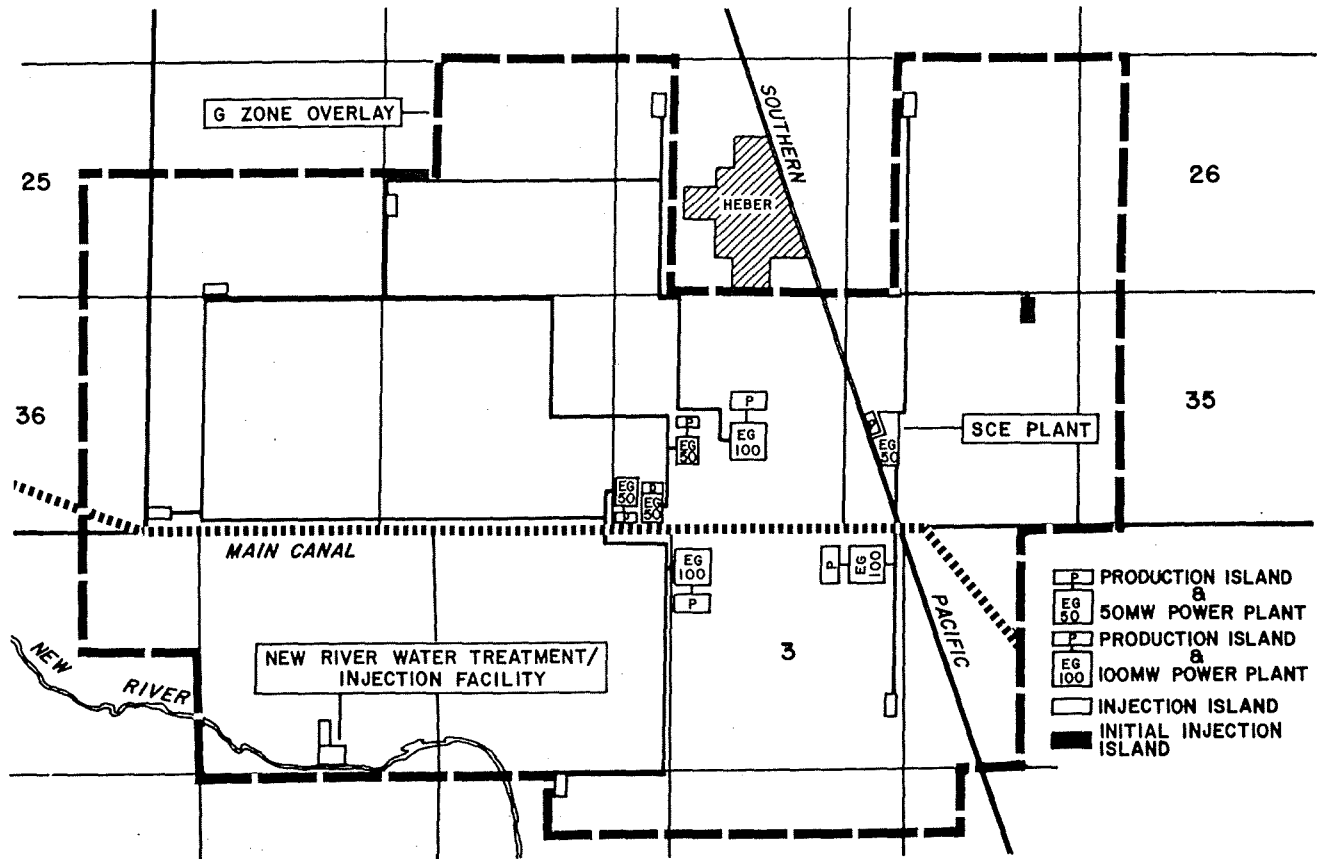 G ZONE OVERLAY
SOUTHERN
25
HEBER
26
36
35
P
EG
100
P
EG
50
P
EG
50
SCE PLANT
EG
50
P
P
EG
50
MAIN CANAL
EG
100
P
P
EG
100
PACIFIC
NEW RIVER
NEW RIVER WATER TREATMENT/
INJECTION FACILITY
3
P
PRODUCTION ISLAND
&
EG
50
50MW POWER PLANT
P
PRODUCTION ISLAND
&
EG
100
100MW POWER PLANT
INJECTION ISLAND
INITIAL INJECTION
ISLAND